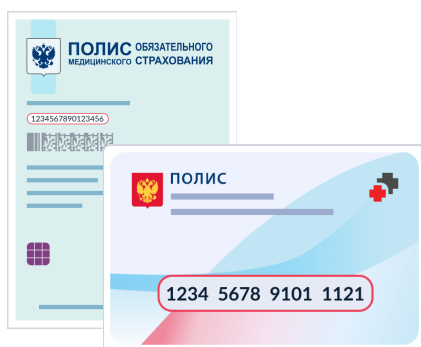 ПОЛИС ОБЯЗАТЕЛЬНОГО
МЕДИЦИНСКОГО СТРАХОВАНИЯ
1234567890123456
ПОЛИС
1234 5678 9101 1121